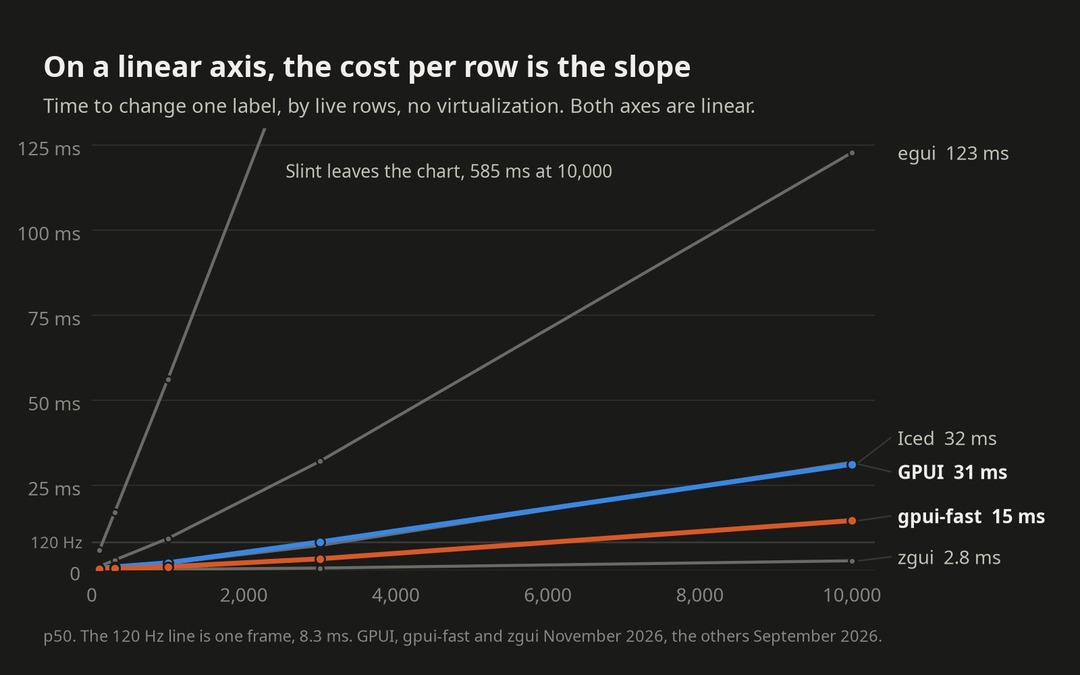 On a linear axis, the cost per row is the slope
Time to change one label, by live rows, no virtualization. Both axes are linear.
125 ms
Slint leaves the chart, 585 ms at 10,000
egui 123 ms
100 ms
75 ms
50 ms
Iced 32 ms
GPUI 31 ms
25 ms
gpui-fast 15 ms
120 Hz
zgui 2.8 ms
0
0 2,000 4,000 6,000 8,000 10,000
p50. The 120 Hz line is one frame, 8.3 ms. GPUI, gpui-fast and zgui November 2026, the others September 2026.